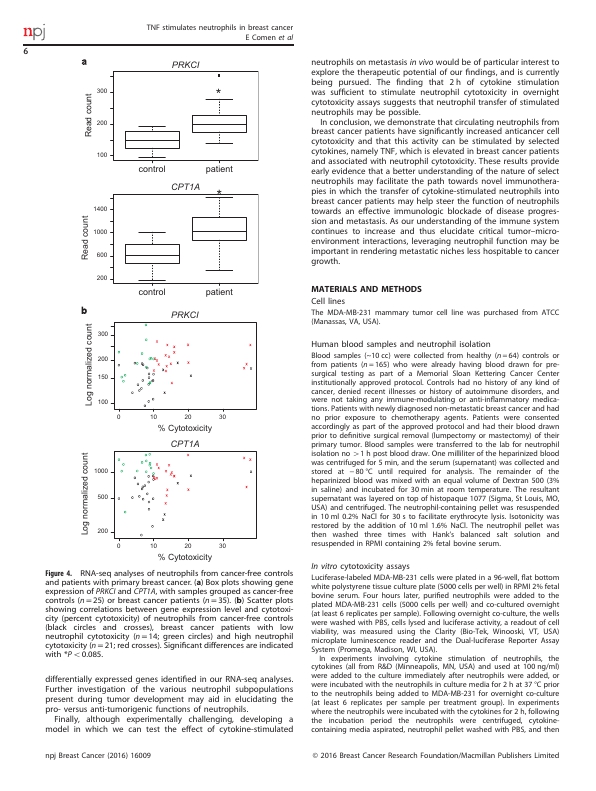 npj
TNF stimulates neutrophils in breast cancer
E Comen et al
6
a
PRKCI
Read count
300
200
100
*
control
patient
CPT1A
Read count
1400
1000
600
200
*
control
patient
b
PRKCI
Log normalized count
300
200
150
100
0
10
20
30
% Cytotoxicity
CPT1A
Log normalized count
1000
500
200
0
10
20
30
% Cytotoxicity
Figure 4. RNA-seq analyses of neutrophils from cancer-free controls
and patients with primary breast cancer. (a) Box plots showing gene
expression of PRKCI and CPT1A, with samples grouped as cancer-free
controls (n = 25) or breast cancer patients (n = 35). (b) Scatter plots
showing correlations between gene expression level and cytotoxi-
city (percent cytotoxicity) of neutrophils from cancer-free controls
(black circles and crosses), breast cancer patients with low
neutrophil cytotoxicity (n = 14; green circles) and high neutrophil
cytotoxicity (n = 21; red crosses). Significant differences are indicated
with *P < 0.085.
differentially expressed genes identified in our RNA-seq analyses.
Further investigation of the various neutrophil subpopulations
present during tumor development may aid in elucidating the
pro- versus anti-tumorigenic functions of neutrophils.
Finally, although experimentally challenging, developing a
model in which we can test the effect of cytokine-stimulated
neutrophils on metastasis in vivo would be of particular interest to
explore the therapeutic potential of our findings, and is currently
being pursued. The finding that 2 h of cytokine stimulation
was sufficient to stimulate neutrophil cytotoxicity in overnight
cytotoxicity assays suggests that neutrophil transfer of stimulated
neutrophils may be possible.
In conclusion, we demonstrate that circulating neutrophils from
breast cancer patients have significantly increased anticancer cell
cytotoxicity and that this activity can be stimulated by selected
cytokines, namely TNF, which is elevated in breast cancer patients
and associated with neutrophil cytotoxicity. These results provide
early evidence that a better understanding of the nature of select
neutrophils may facilitate the path towards novel immunothera-
pies in which the transfer of cytokine-stimulated neutrophils into
breast cancer patients may help steer the function of neutrophils
towards an effective immunologic blockade of disease progres-
sion and metastasis. As our understanding of the immune system
continues to increase and thus elucidate critical tumor–micro-
environment interactions, leveraging neutrophil function may be
important in rendering metastatic niches less hospitable to cancer
growth.
MATERIALS AND METHODS
Cell lines
The MDA-MB-231 mammary tumor cell line was purchased from ATCC
(Manassas, VA, USA).
Human blood samples and neutrophil isolation
Blood samples (~10 cc) were collected from healthy (n = 64) controls or
from patients (n = 165) who were already having blood drawn for pre-
surgical testing as part of a Memorial Sloan Kettering Cancer Center
institutionally approved protocol. Controls had no history of any kind of
cancer, denied recent illnesses or history of autoimmune disorders, and
were not taking any immune-modulating or anti-inflammatory medica-
tions. Patients with newly diagnosed non-metastatic breast cancer and had
no prior exposure to chemotherapy agents. Patients were consented
accordingly as part of the approved protocol and had their blood drawn
prior to definitive surgical removal (lumpectomy or mastectomy) of their
primary tumor. Blood samples were transferred to the lab for neutrophil
isolation no > 1 h post blood draw. One milliliter of the heparinized blood
was centrifuged for 5 min, and the serum (supernatant) was collected and
stored at − 80 °C until required for analysis. The remainder of the
heparinized blood was mixed with an equal volume of Dextran 500 (3%
in saline) and incubated for 30 min at room temperature. The resultant
supernatant was layered on top of histopaque 1077 (Sigma, St Louis, MO,
USA) and centrifuged. The neutrophil-containing pellet was resuspended
in 10 ml 0.2% NaCl for 30 s to facilitate erythrocyte lysis. Isotonicity was
restored by the addition of 10 ml 1.6% NaCl. The neutrophil pellet was
then washed three times with Hank's balanced salt solution and
resuspended in RPMI containing 2% fetal bovine serum.
In vitro cytotoxicity assays
Luciferase-labeled MDA-MB-231 cells were plated in a 96-well, flat bottom
white polystyrene tissue culture plate (5000 cells per well) in RPMI 2% fetal
bovine serum. Four hours later, purified neutrophils were added to the
plated MDA-MB-231 cells (5000 cells per well) and cocultured overnight
(at least 6 replicates per sample). Following overnight co-culture, the wells
were washed with PBS, cells lysed and luciferase activity, a readout of cell
viability, was measured using the Clarity (Bio-Tek, Winooski, VT, USA)
microplate luminescence reader and the Dual-luciferase Reporter Assay
System (Promega, Madison, WI, USA).
In experiments involving cytokine stimulation of neutrophils, the
cytokines (all from R&D (Minneapolis, MN, USA) and used at 100 ng/ml)
were added to the culture immediately after neutrophils were added, or
were incubated with the neutrophils in culture media for 2 h at 37 °C prior
to the neutrophils being added to MDA-MB-231 for overnight co-culture
(at least 6 replicates per sample per treatment group). In experiments
where the neutrophils were incubated with the cytokines for 2 h, following
the incubation period the neutrophils were centrifuged, cytokine-
containing media aspirated, neutrophil pellet washed with PBS, and then
npj Breast Cancer (2016) 16009
© 2016 Breast Cancer Research Foundation/Macmillan Publishers Limited